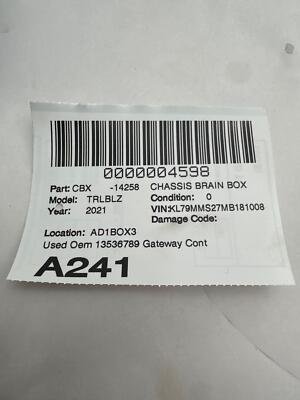 0000004598
Part: CBX -14258 CHASSIS BRAIN BOX
Model: TRLBLZ Condition: 0
Year: 2021 VIN:KL79MMS27MB181008
Damage Code:
Location: AD1BOX3
Used Oem 13536789 Gateway Cont
A241